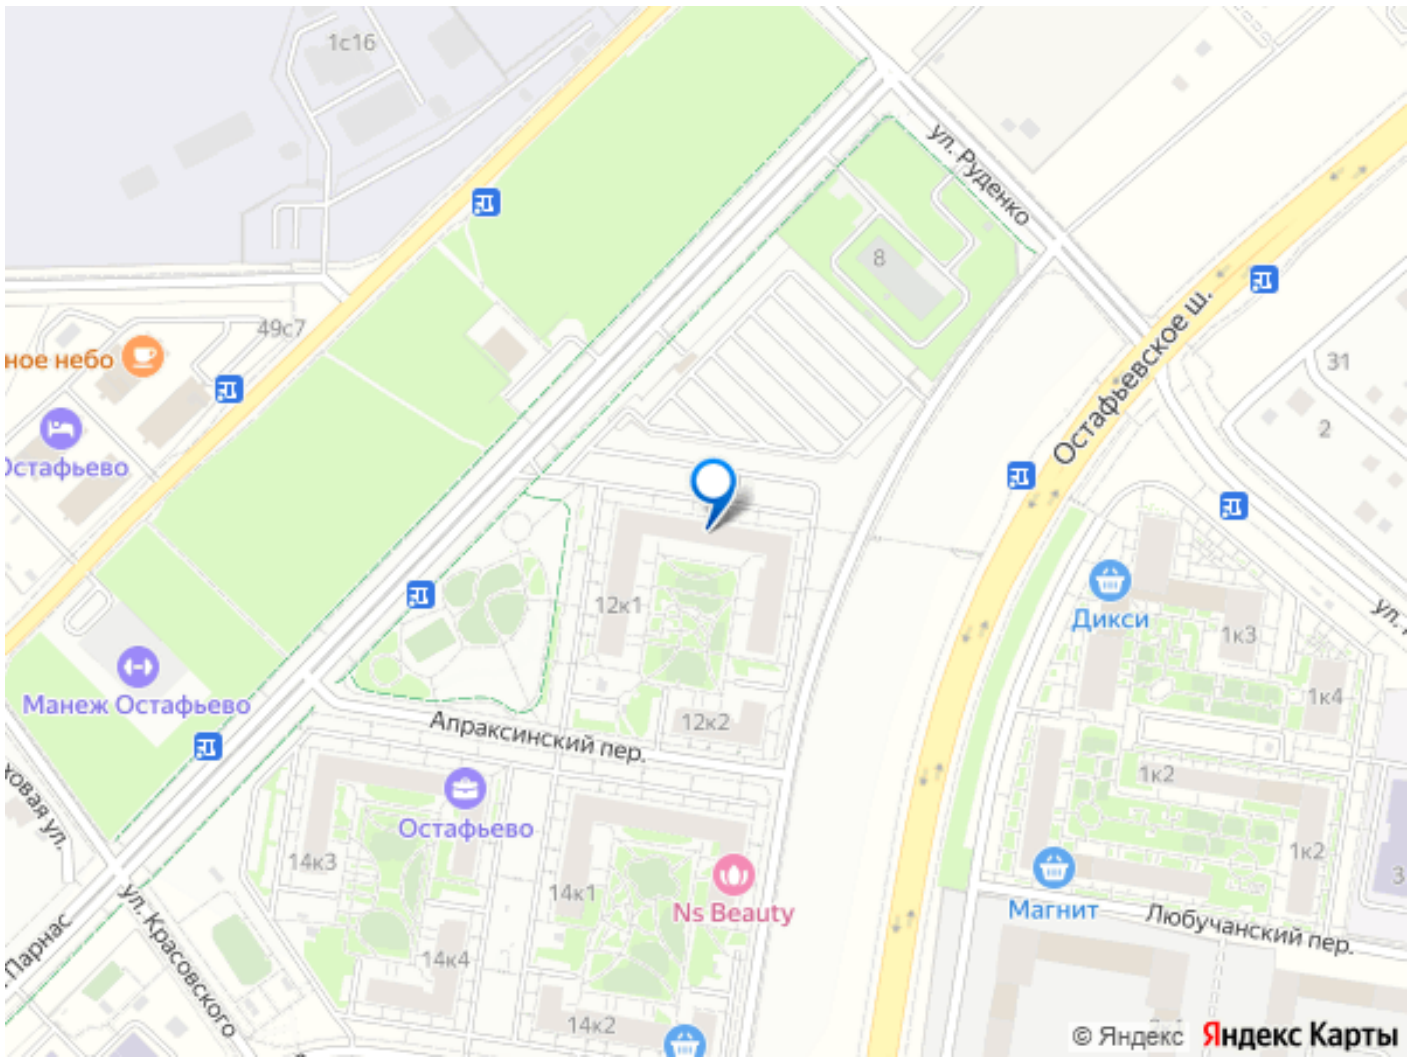 1с16
ул. Руденко
8
49с7
ное небо
Остафьево
Остафьевское ш.
31
2
12к1
Дикси
1к3
1к4
Манеж Остафьево
12к2
Апраксинский пер.
1к2
ховая ул.
Остафьево
14к3
14к1
Ns Beauty
1к2
3
Магнит
Любучанский пер.
Парнас
ул. Красовского
14к4
14к2
© Яндекс Яндекс Карты